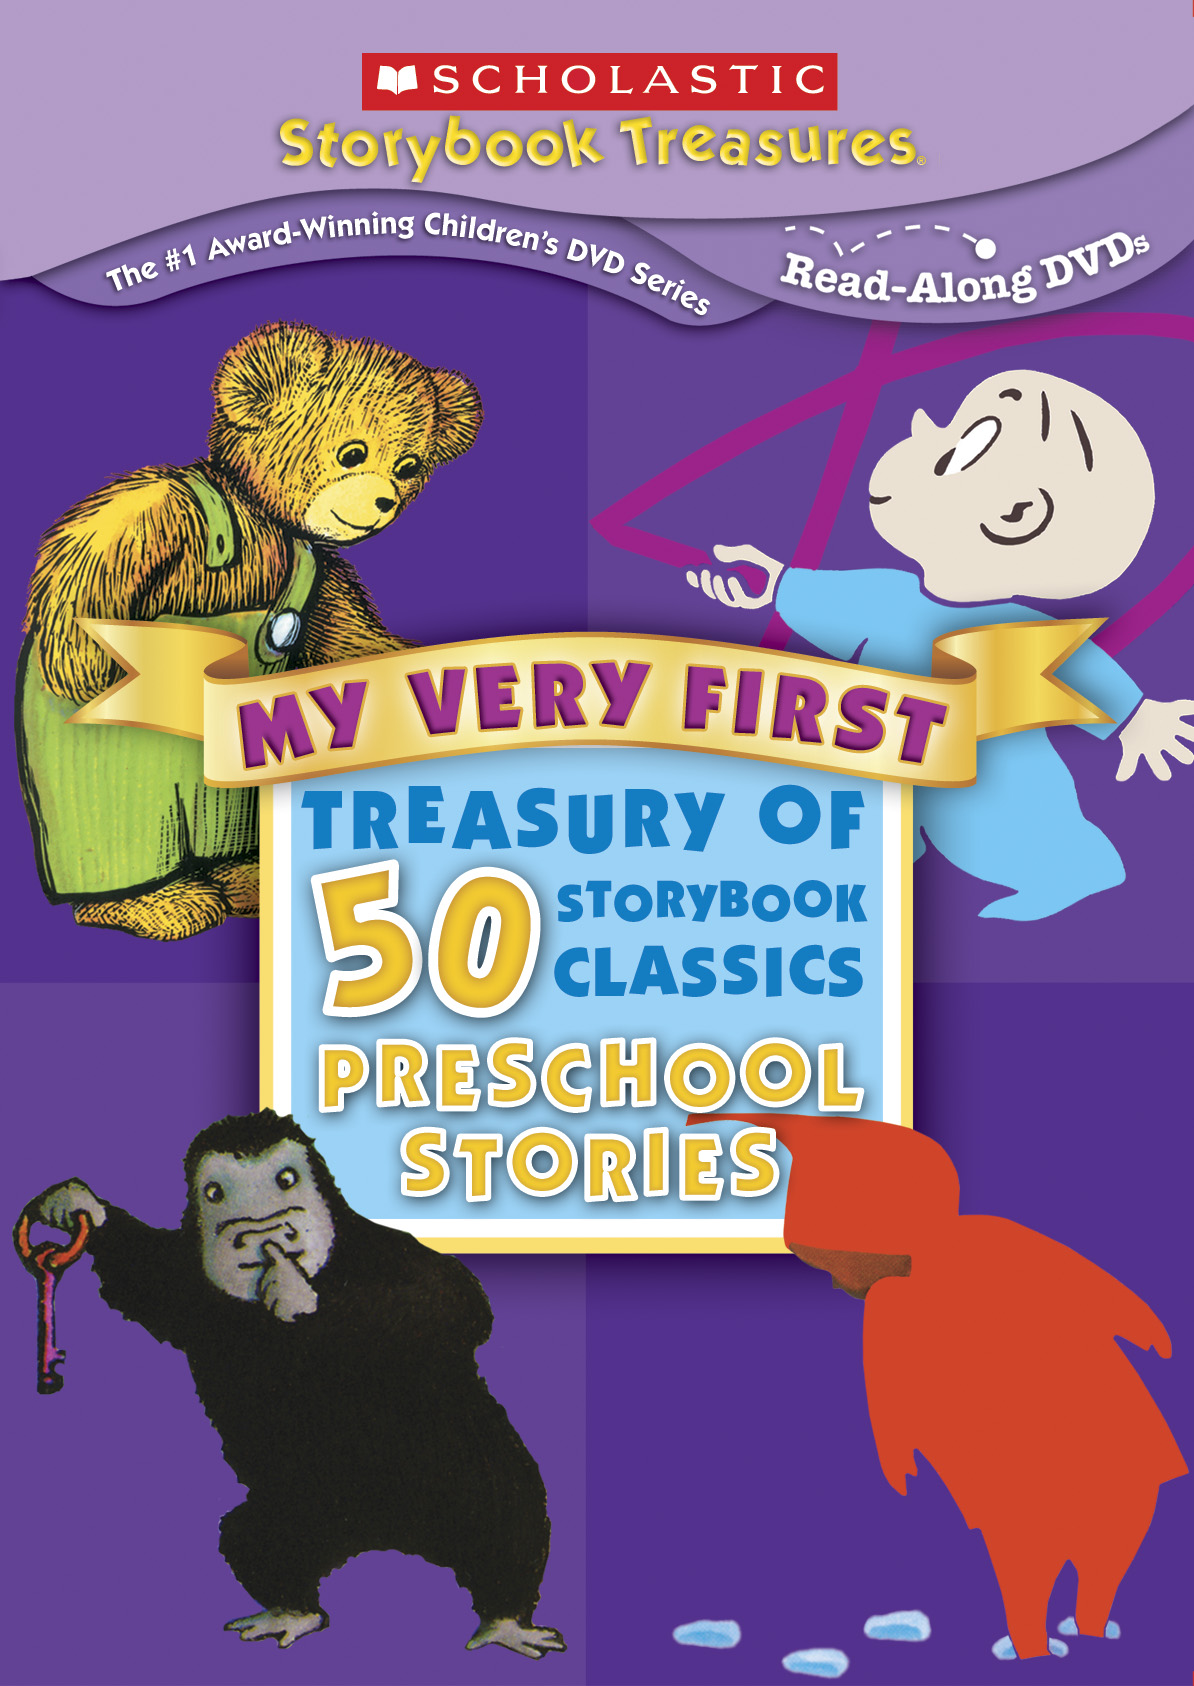 SCHOLASTIC
Storybook Treasures®
The #1 Award-Winning Children's DVD Series
Read-Along DVDs
MY VERY FIRST
TREASURY OF
50 STORYBOOK
CLASSICS
PRESCHOOL
STORIES